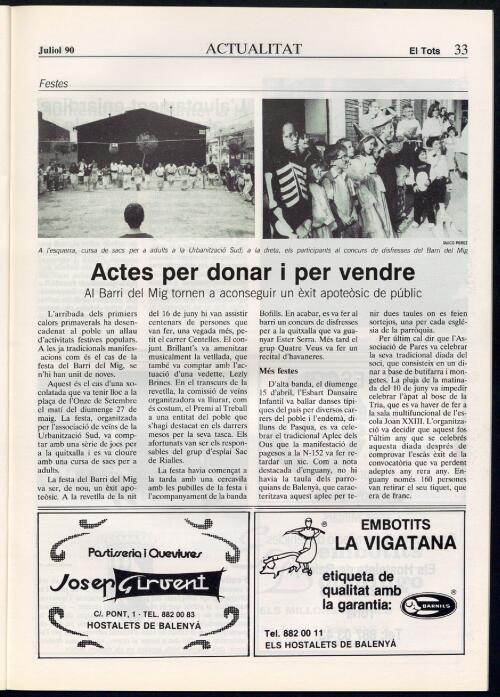 Juliol 90
ACTUALITAT
El Tots 33
Festes
GUICO PEREZ
A l'esquerra, cursa de sacs per a adults a la Urbanització Sud; a la dreta, els participants al concurs de disfresses del Barri del Mig
Actes per donar i per vendre
Al Barri del Mig tornen a aconseguir un èxit apoteòsic de públic
L'arribada dels primers
calors primaverals ha desen-
cadenat al poble un allau
d'activitats festives populars.
A les ja tradicionals manifes-
acions com és el cas de la
festa del Barri del Mig, se
n'hi han unit de noves.
Aquest és el cas d'una xo-
colatada que va tenir lloc a la
plaça de l'Onze de Setembre
el matí del diumenge 27 de
maig. La festa, organitzada
per l'associació de veïns de la
Urbanització Sud, va comp-
tar amb una sèrie de jocs per
a la quitxalla i es va cloure
amb una cursa de sacs per a
adults.
La festa del Barri del Mig
va ser, de nou, un èxit apo-
teòsic. A la revetlla de la nit
del 16 de juny hi van assistir
centenars de persones que
van fer, una vegada més, pe-
tit el carrer Centelles. El con-
junt Brillant's va amenitzar
musicalment la vetllada, que
també va comptar amb l'ac-
tuació d'una vedette, Lezly
Brincs. En el transcurs de la
revetlla, la comissió de veïns
organitzadora va lliurar, com
és costum, el Premi al Treball
a una entitat del poble que
s'hagi destacat en els darrers
mesos per la seva tasca. Els
afortunats van ser els respon-
sables del grup d'esplai Sac
de Rialles.
La festa havia començat a
la tarda amb una cercavila
amb les pubilles de la festa i
l'acompanyament de la banda
Bofills. En acabar, es va fer al
barri un concurs de disfresses
per a la quitxalla que va gua-
nyar Ester Serra. Més tard el
grup Quatre Veus va fer un
recital d'havaneres.
Més festes
D'altra banda, el diumenge
15 d'abril, l'Esbart Dansaire
Infantil va ballar danses típi-
ques del país per diversos car-
rers del poble i l'endemà, di-
lluns de Pasqua, es va cele-
brar el tradicional Aplec dels
Ous que la manifestació de
pagesos a la N-152 va fer re-
tardar un xic. Com a nota
destacada d'enguany, no hi
havia la taula dels parro-
quians de Balenyà, que carac-
teritzava aquest aplec per te-
nir dues taules on es feien
sortejos, una per cada esglé-
sia de la parròquia.
Per últim cal dir que l'As-
sociació de Pares va celebrar
la seva tradicional diada del
soci, que consisteix en un di-
nar a base de butifarra i mon-
getes. La pluja de la matina-
da del 10 de juny va impedir
celebrar l'àpat al bosc de la
Tria, que es va haver de fer a
la sala multifuncional de l'es-
cola Joan XXIII. L'organitza-
ció va decidir que aquest fos
l'últim any que se celebrés
aquesta diada després de
comprovar l'escàs èxit de la
convocatòria que va perdent
adeptes any rera any. En-
guany només 160 persones
van retirar el seu tiquet, que
era de franc.
Pastisseria i Queviures
Josep Girvent
C/. PONT, 1 - TEL. 882 00 83
HOSTALETS DE BALENYÀ
EMBOTITS
LA VIGATANA
etiqueta de
qualitat amb
la garantia:
BARNILS
Tel. 882 00 11
ELS HOSTALETS DE BALENYÀ